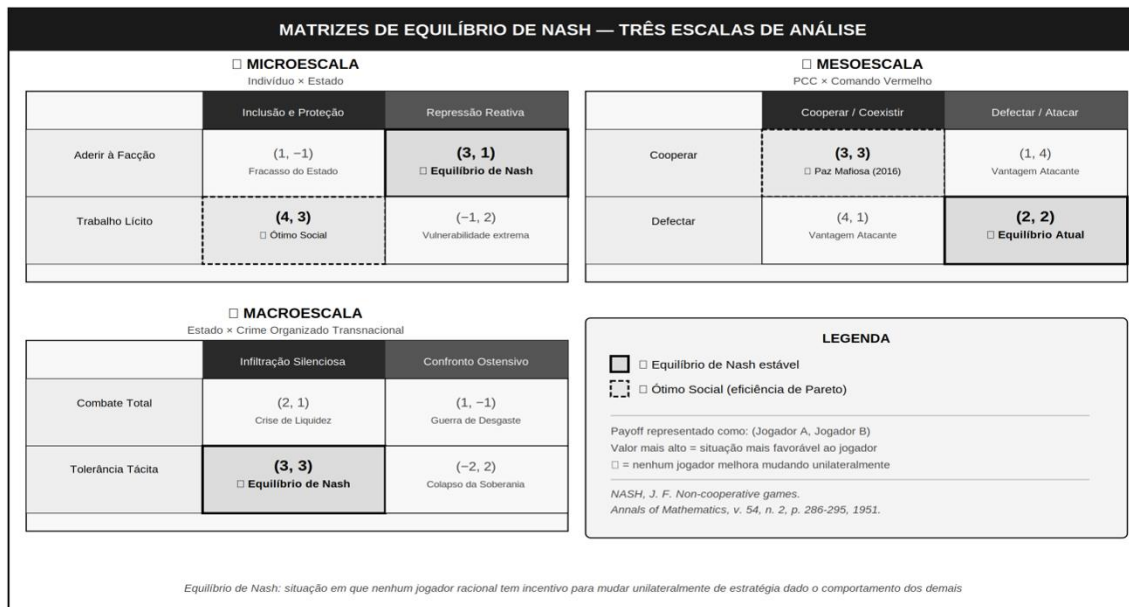 MATRIZES DE EQUILÍBRIO DE NASH — TRÊS ESCALAS DE ANÁLISE
□ MICROESCALA
Indivíduo × Estado
Inclusão e Proteção
Repressão Reativa
Aderir à Facção
(1, −1)
Fracasso do Estado
(3, 1)
□ Equilíbrio de Nash
Trabalho Lícito
(4, 3)
□ Ótimo Social
(−1, 2)
Vulnerabilidade extrema
□ MESOESCALA
PCC × Comando Vermelho
Cooperar / Coexistir
Defectar / Atacar
Cooperar
(3, 3)
□ Paz Mafiosa (2016)
(1, 4)
Vantagem Atacante
Defectar
(4, 1)
Vantagem Atacante
(2, 2)
□ Equilíbrio Atual
□ MACROESCALA
Estado × Crime Organizado Transnacional
Infiltração Silenciosa
Confronto Ostensivo
Combate Total
(2, 1)
Crise de Liquidez
(1, −1)
Guerra de Desgaste
Tolerância Tácita
(3, 3)
□ Equilíbrio de Nash
(−2, 2)
Colapso da Soberania
LEGENDA
□ Equilíbrio de Nash estável
□ Ótimo Social (eficiência de Pareto)
Payoff representado como: (Jogador A, Jogador B)
Valor mais alto = situação mais favorável ao jogador
□ = nenhum jogador melhora mudando unilateralmente
NASH, J. F. Non-cooperative games.
Annals of Mathematics, v. 54, n. 2, p. 286-295, 1951.
Equilíbrio de Nash: situação em que nenhum jogador racional tem incentivo para mudar unilateralmente de estratégia dado o comportamento dos demais